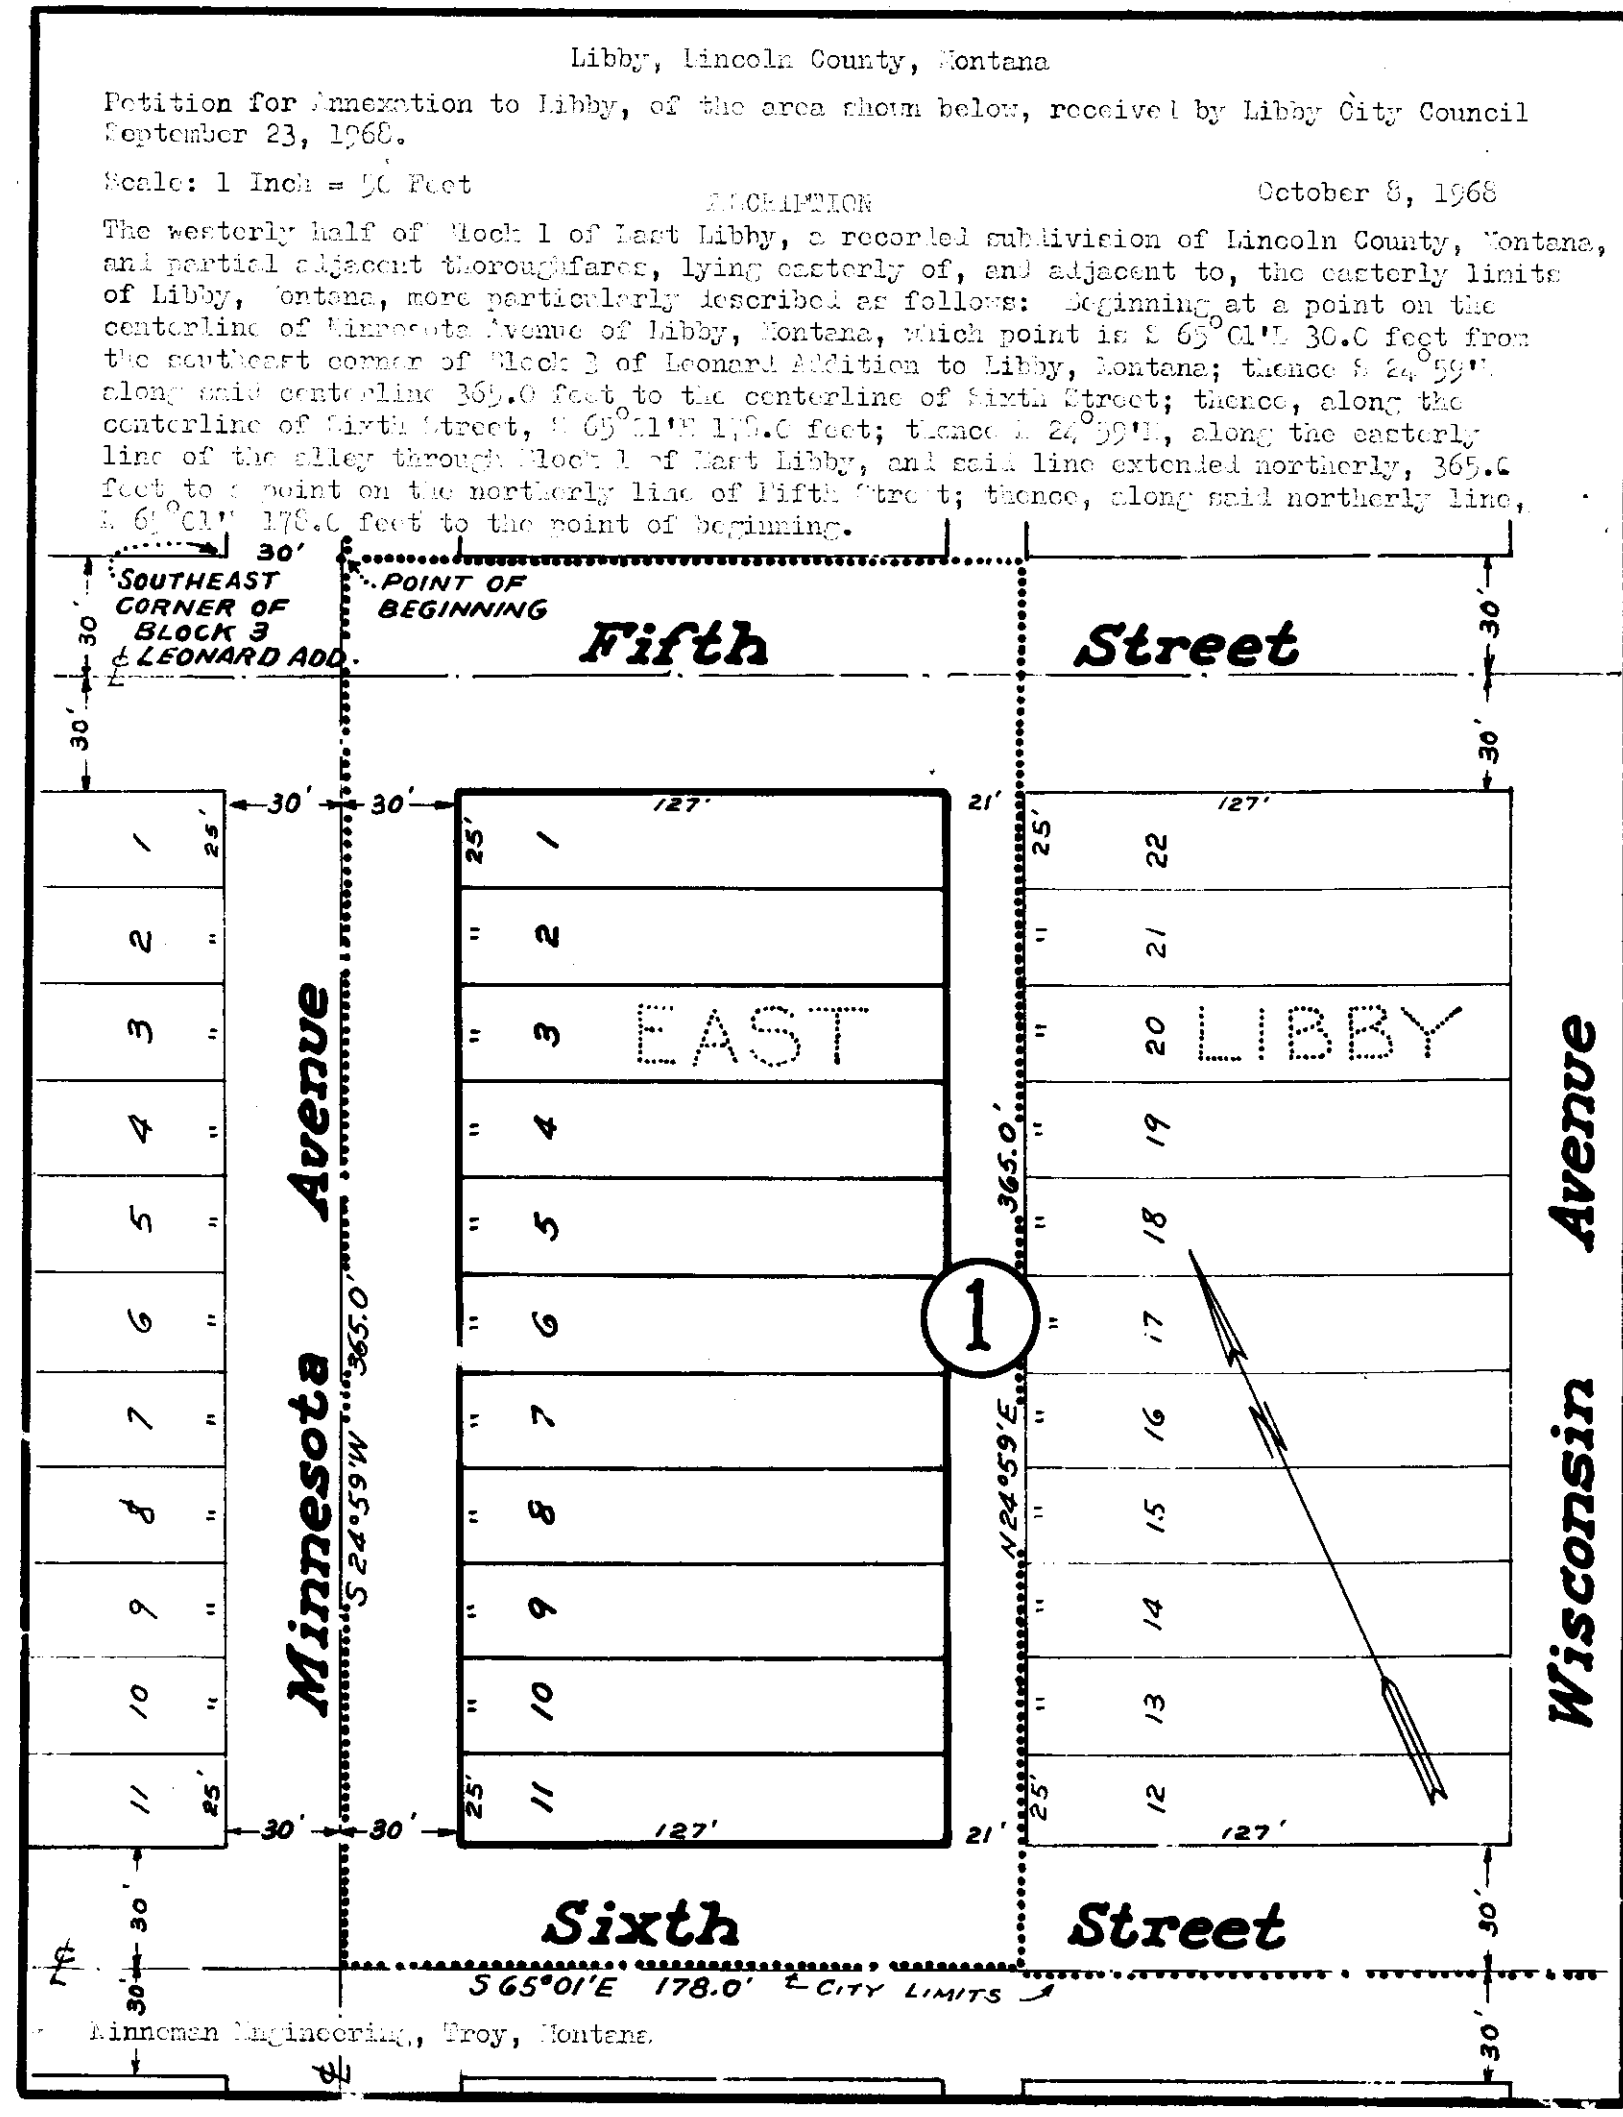 Libby, Lincoln County, Montana
Petition for Annexation to Libby, of the area shown below, received by Libby City Council
September 23, 1968.
Scale: 1 Inch = 50 Feet
October 8, 1968
DESCRIPTION
The westerly half of Block 1 of East Libby, a recorded subdivision of Lincoln County, Montana,
and partial adjacent thoroughfares, lying easterly of, and adjacent to, the easterly limits
of Libby, Montana, more particularly described as follows: Beginning at a point on the
centerline of Minnesota Avenue of Libby, Montana, which point is S 65°01'E 30.0 feet from
the southeast corner of Block 3 of Leonard Addition to Libby, Montana; thence S 24°59'W
along said centerline 365.0 feet to the centerline of Sixth Street; thence, along the
centerline of Sixth Street, S 65°01'E 178.0 feet; thence N 24°59'E, along the easterly
line of the alley through Block 1 of East Libby, and said line extended northerly, 365.0
feet to a point on the northerly line of Fifth Street; thence, along said northerly line,
N 65°01'W 178.0 feet to the point of beginning.
30'
SOUTHEAST
CORNER OF
BLOCK 3
LEONARD ADD.
POINT OF
BEGINNING
30'
30'
Fifth Street
30'
30'
30' 30' 127' 21' 127'
1 25' 25' 1 25' 22
2 " " 2 " 21
3 " " 3 EAST " 20 LIBBY
4 " " 4 " 19
5 " " 5 " 18
6 " " 6 1 " 17
7 " " 7 " 16
8 " " 8 " 15
9 " " 9 " 14
10 " " 10 " 13
11 25' 25' 11 25' 12
30' 30' 127' 21' 127'
Minnesota Avenue
S 24°59'W 365.0'
N 24°59'E 365.0'
N
Wisconsin Avenue
30'
Sixth Street
30'
℄
S 65°01'E 178.0' ℄ CITY LIMITS
30'
30'
Kinneman Engineering, Troy, Montana
℄